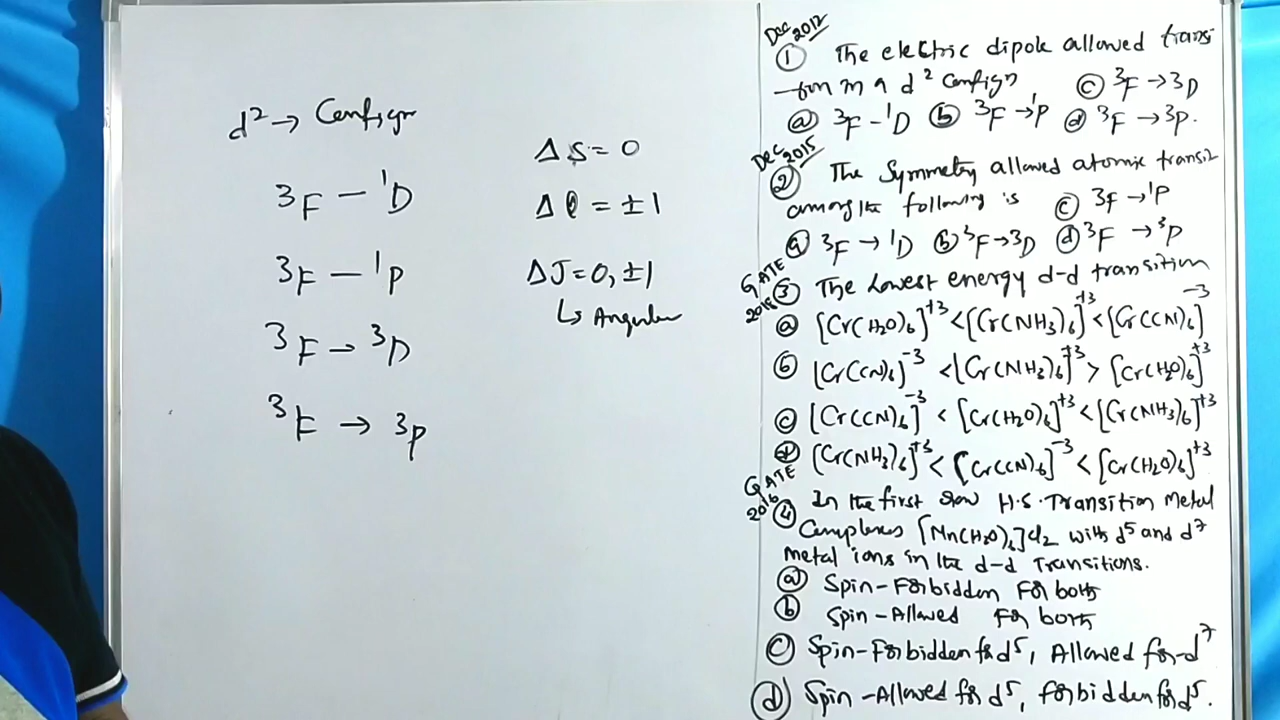 d² → Confign
³F – ¹D
³F – ¹P
³F → ³D
³F → ³P
ΔS = 0
Δl = ±1
ΔJ = 0, ±1
↳ Angular
Dec 2012
① The electric dipole allowed transi
-tion in a d² Confign ⓒ ³F → ³D
ⓐ ³F – ¹D ⓑ ³F → ¹P ⓓ ³F → ³P.
Dec 2015
② The Symmetry allowed atomic transit
among the following is ⓒ ³F → ¹P
ⓐ ³F → ¹D ⓑ ³F → ³D ⓓ ³F → ³P
GATE
③ The Lowest energy d-d transition
ⓐ [Cr(H2O)6]⁺³ < [Cr(NH3)6]⁺³ < [Cr(CN)6]⁻³
ⓑ [Cr(CN)6]⁻³ < [Cr(NH3)6]⁺³ > [Cr(H2O)6]⁺³
ⓒ [Cr(CN)6]⁻³ < [Cr(H2O)6]⁺³ < [Cr(NH3)6]⁺³
ⓓ [Cr(NH3)6]⁺³ < [Cr(CN)6]⁻³ < [Cr(H2O)6]⁺³
GATE 2016
④ In the first row H.S. Transition Metal
Complexes [Mn(H2O)6]Cl2 with d⁵ and d⁷
metal ions in the d-d Transitions.
ⓐ Spin-Forbidden For both
ⓑ Spin-Allowed For both
ⓒ Spin-Forbidden for d⁵, Allowed for-d⁷
ⓓ Spin-Allowed for d⁵, forbidden for d⁵.